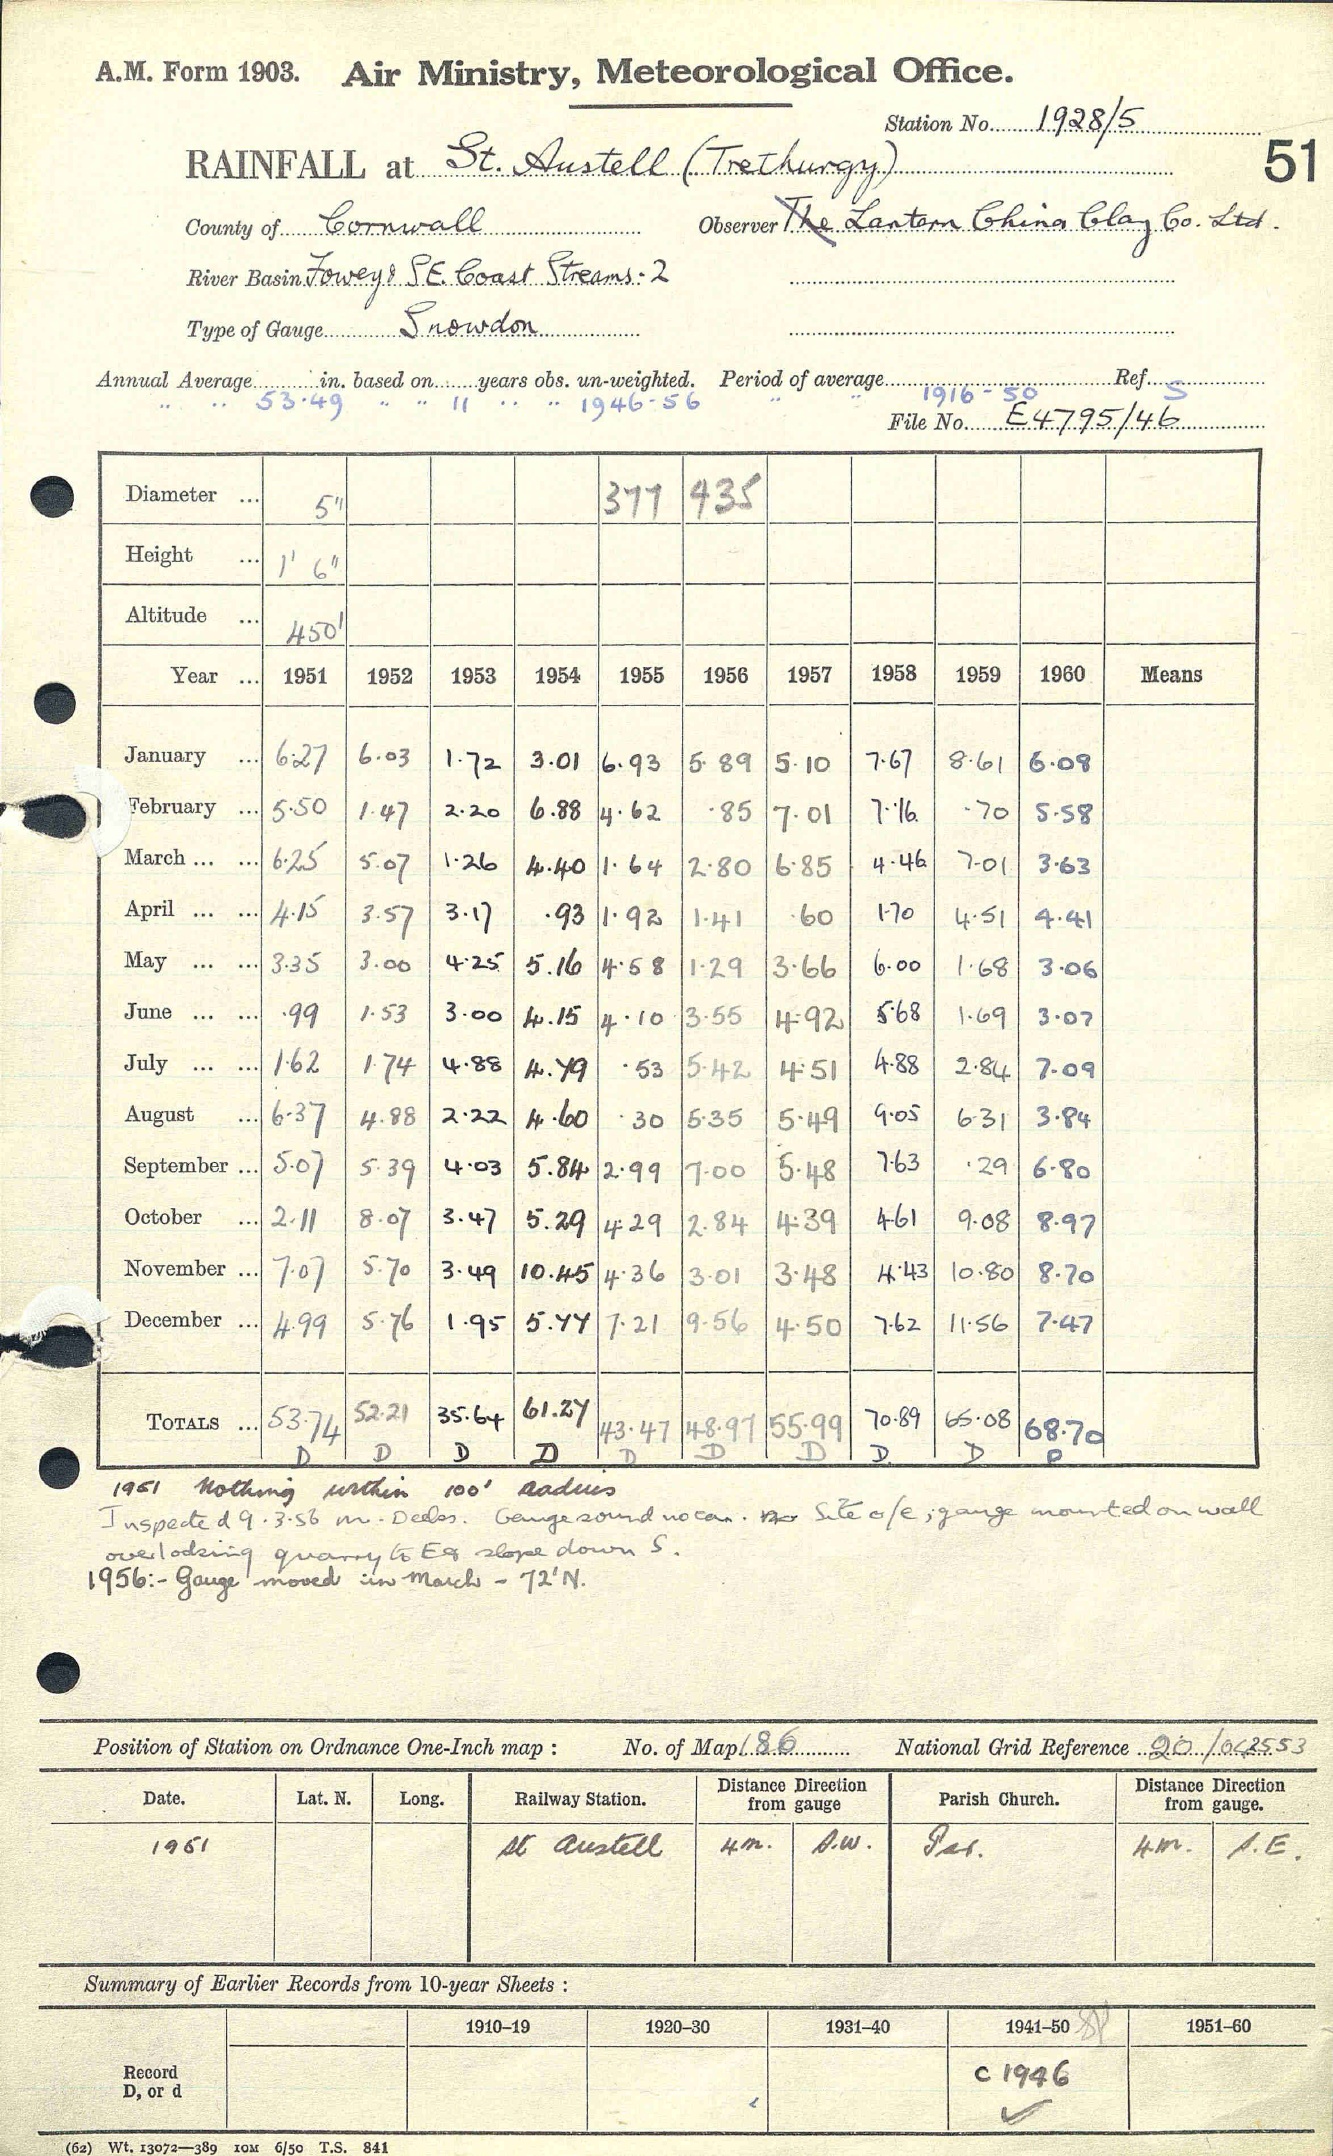 A.M. Form 1903. Air Ministry, Meteorological Office.
Station No. 1928/5
51
RAINFALL at St. Austell (Trethurgy)
County of Cornwall Observer The Lantern China Clay Co. Ltd.
River Basin Fowey & S.E. Coast Streams:- 2
Type of Gauge Snowdon
Annual Average in. based on years obs. un-weighted. Period of average Ref.
" " 53.49 " " 11 " " 1946-56 " " 1916-50 S
File No. E4795/46
Diameter ... 5" 377 435
Height ... 1' 6"
Altitude ... 450'
Year ... 1951 1952 1953 1954 1955 1956 1957 1958 1959 1960 Means
January ... 6.27 6.03 1.72 3.01 6.93 5.89 5.10 7.67 8.61 6.08
February ... 5.50 1.47 2.20 6.88 4.62 .85 7.01 7.16 .70 5.58
March ... ... 6.25 5.07 1.26 4.40 1.64 2.80 6.85 4.46 7.01 3.63
April ... ... 4.15 3.57 3.17 .93 1.92 1.41 .60 1.70 4.51 4.41
May ... ... 3.35 3.00 4.25 5.16 4.58 1.29 3.66 6.00 1.68 3.06
June ... ... .99 1.53 3.00 4.15 4.10 3.55 4.92 5.68 1.69 3.07
July ... ... 1.62 1.74 4.88 4.79 .53 5.42 4.51 4.88 2.84 7.09
August ... 6.37 4.88 2.22 4.60 .30 5.35 5.49 9.05 6.31 3.84
September ... 5.07 5.39 4.03 5.84 2.99 7.00 5.48 7.63 .29 6.80
October ... 2.11 8.07 3.47 5.29 4.29 2.84 4.39 4.61 9.08 8.97
November ... 7.07 5.70 3.49 10.45 4.36 3.01 3.48 4.43 10.80 8.70
December ... 4.99 5.76 1.95 5.77 7.21 9.56 4.50 7.62 11.56 7.47
TOTALS ... 53.74 52.21 35.64 61.27 43.47 48.97 55.99 70.89 65.08 68.70
D D D D D D D D D D
1951 Nothing within 100' radius
Inspected 9.3.56 Gauge sound no can. Site o/e; gauge mounted on wall
overlooking quarry to E & slope down S.
1956:- Gauge moved in March - 72'N.
Position of Station on Ordnance One-Inch map : No. of Map 186 National Grid Reference 20/042553
Date. Lat. N. Long. Railway Station. Distance from gauge Direction Parish Church. Distance from gauge. Direction
1951 St Austell 4m. S.W. Par. 4m. S.E.
Summary of Earlier Records from 10-year Sheets :
1910-19 1920-30 1931-40 1941-50 1951-60
Record
D, or d
C 1946
✓
(62) Wt. 13072—389 10M 6/50 T.S. 841